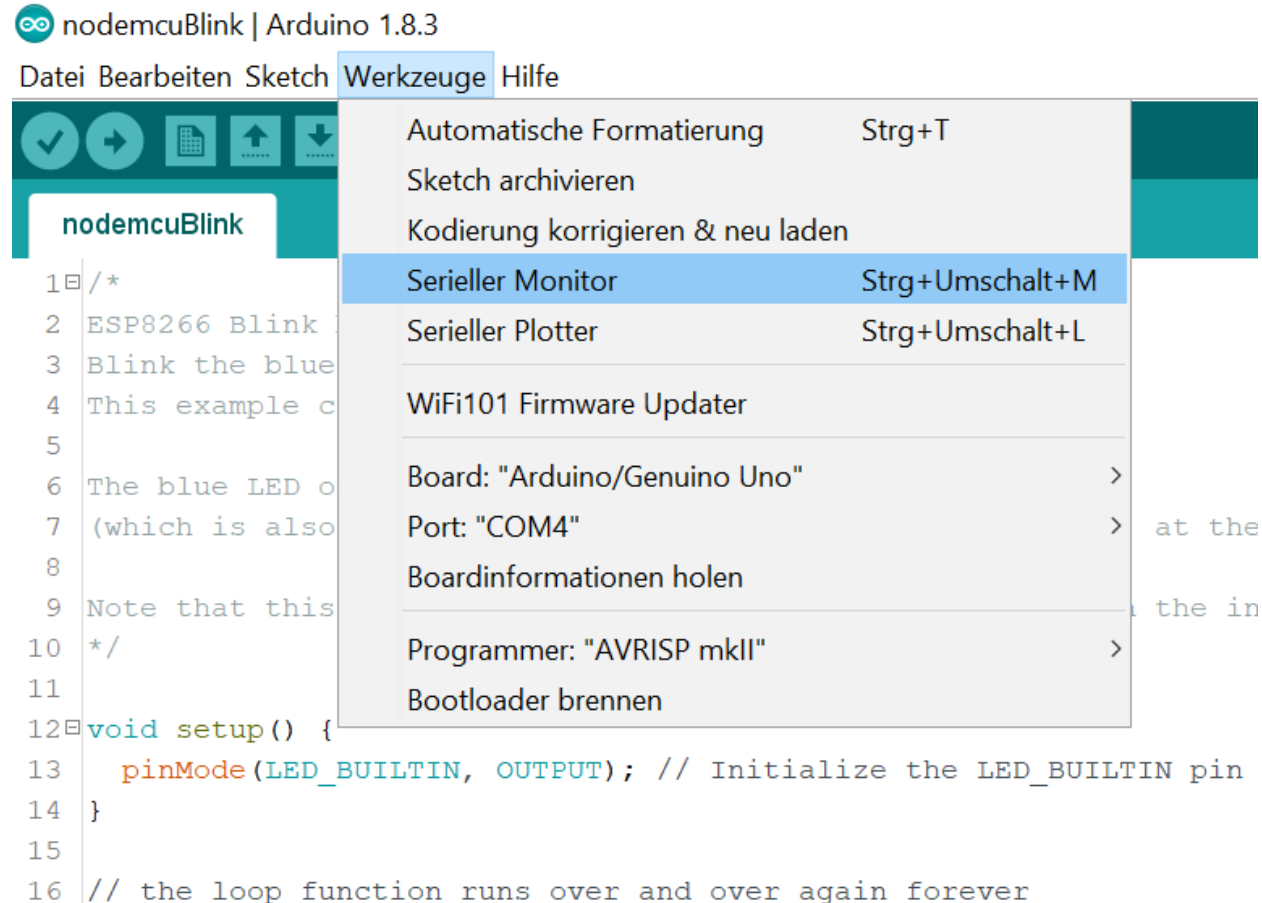 nodemcuBlink | Arduino 1.8.3
Datei Bearbeiten Sketch Werkzeuge Hilfe
Automatische Formatierung Strg+T
Sketch archivieren
Kodierung korrigieren & neu laden
Serieller Monitor Strg+Umschalt+M
Serieller Plotter Strg+Umschalt+L
WiFi101 Firmware Updater
Board: "Arduino/Genuino Uno"
Port: "COM4"
Boardinformationen holen
Programmer: "AVRISP mkII"
Bootloader brennen
nodemcuBlink
1 /*
2 ESP8266 Blink
3 Blink the blue
4 This example c
5
6 The blue LED o
7 (which is also at the
8
9 Note that this the in
10 */
11
12 void setup() {
13 pinMode(LED_BUILTIN, OUTPUT); // Initialize the LED_BUILTIN pin
14 }
15
16 // the loop function runs over and over again forever